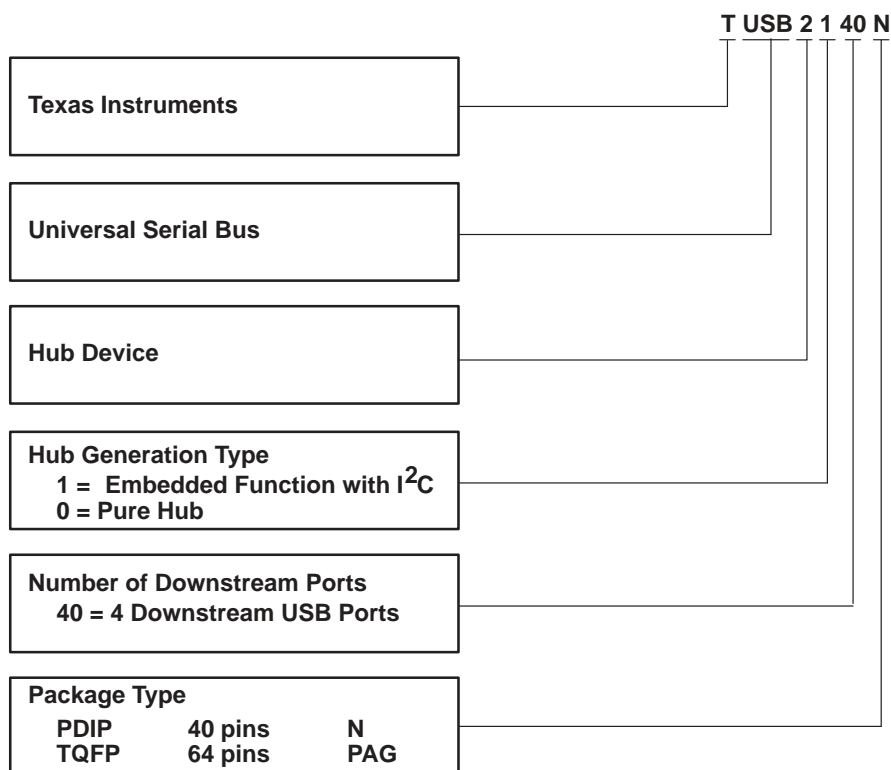 T USB 2 1 40 N
Texas Instruments
Universal Serial Bus
Hub Device
Hub Generation Type
1 = Embedded Function with I²C
0 = Pure Hub
Number of Downstream Ports
40 = 4 Downstream USB Ports
Package Type
PDIP 40 pins N
TQFP 64 pins PAG